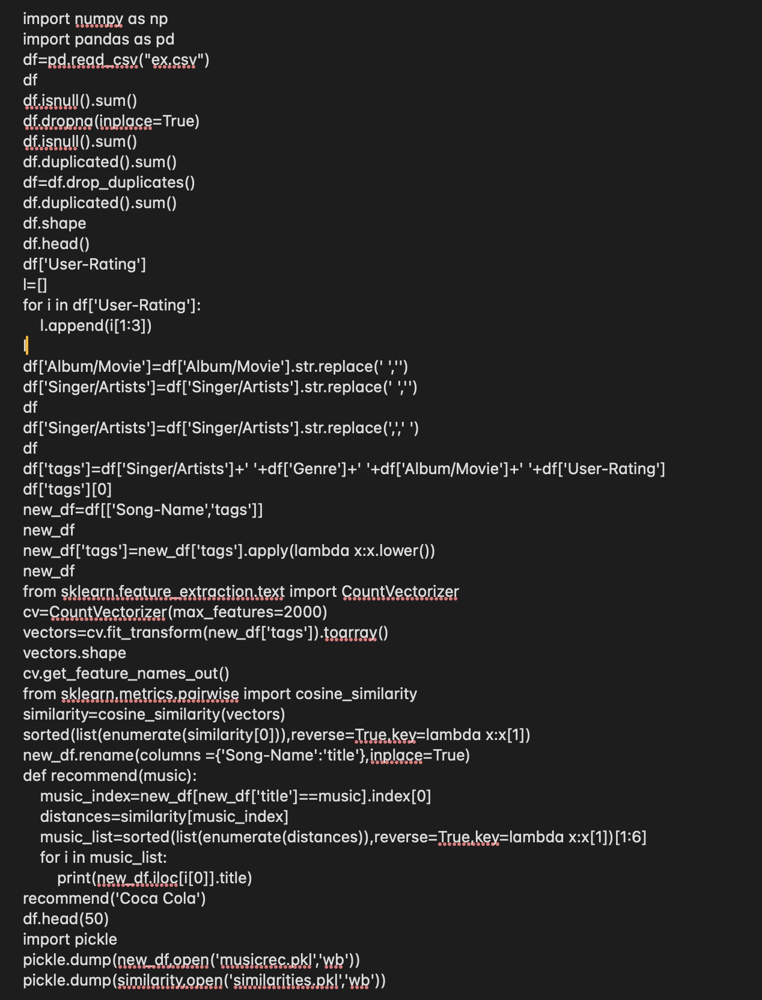 import numpy as np
import pandas as pd
df=pd.read_csv("ex.csv")
df
df.isnull().sum()
df.dropna(inplace=True)
df.isnull().sum()
df.duplicated().sum()
df=df.drop_duplicates()
df.duplicated().sum()
df.shape
df.head()
df['User-Rating']
l=[]
for i in df['User-Rating']:
    l.append(i[1:3])
l
df['Album/Movie']=df['Album/Movie'].str.replace(' ','')
df['Singer/Artists']=df['Singer/Artists'].str.replace(' ','')
df
df['Singer/Artists']=df['Singer/Artists'].str.replace(',',' ')
df
df['tags']=df['Singer/Artists']+' '+df['Genre']+' '+df['Album/Movie']+' '+df['User-Rating']
df['tags'][0]
new_df=df[['Song-Name','tags']]
new_df
new_df['tags']=new_df['tags'].apply(lambda x:x.lower())
new_df
from sklearn.feature_extraction.text import CountVectorizer
cv=CountVectorizer(max_features=2000)
vectors=cv.fit_transform(new_df['tags']).toarray()
vectors.shape
cv.get_feature_names_out()
from sklearn.metrics.pairwise import cosine_similarity
similarity=cosine_similarity(vectors)
sorted(list(enumerate(similarity[0])),reverse=True,key=lambda x:x[1])
new_df.rename(columns ={'Song-Name':'title'},inplace=True)
def recommend(music):
    music_index=new_df[new_df['title']==music].index[0]
    distances=similarity[music_index]
    music_list=sorted(list(enumerate(distances)),reverse=True,key=lambda x:x[1])[1:6]
    for i in music_list:
        print(new_df.iloc[i[0]].title)
recommend('Coca Cola')
df.head(50)
import pickle
pickle.dump(new_df,open('musicrec.pkl','wb'))
pickle.dump(similarity,open('similarities.pkl','wb'))